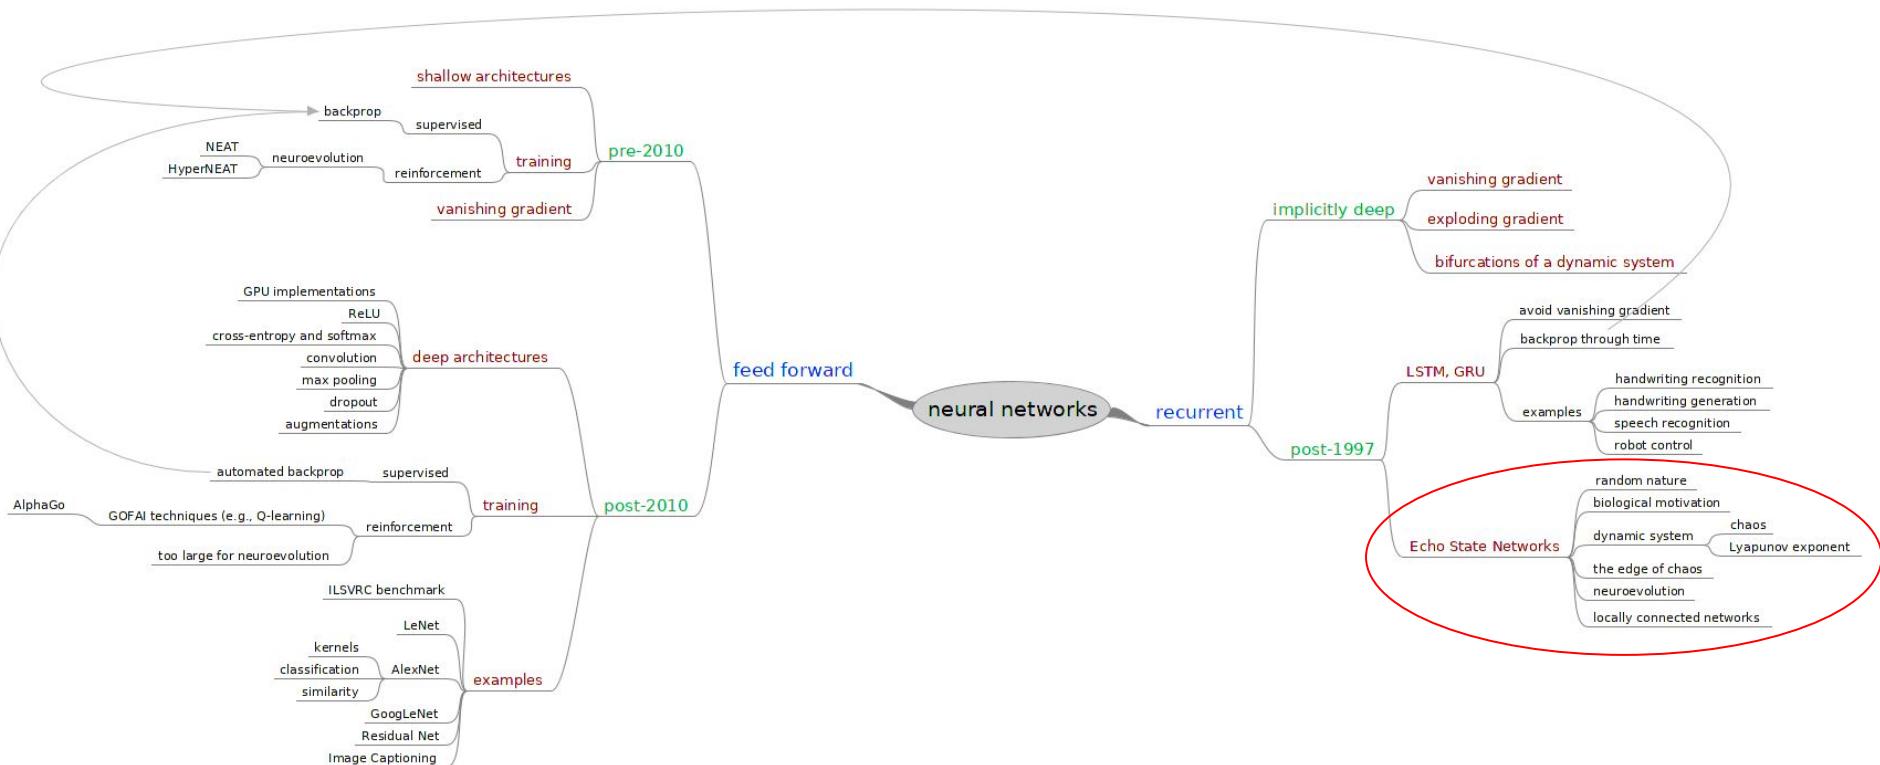 shallow architectures
backprop
supervised
NEAT
HyperNEAT
neuroevolution
reinforcement
training
pre-2010
vanishing gradient
GPU implementations
ReLU
cross-entropy and softmax
convolution
max pooling
dropout
augmentations
deep architectures
feed forward
automated backprop
supervised
AlphaGo
GOFAI techniques (e.g., Q-learning)
reinforcement
too large for neuroevolution
training
post-2010
ILSVRC benchmark
LeNet
kernels
classification
similarity
AlexNet
examples
GoogLeNet
Residual Net
Image Captioning
neural networks
recurrent
implicitly deep
vanishing gradient
exploding gradient
bifurcations of a dynamic system
post-1997
LSTM, GRU
avoid vanishing gradient
backprop through time
examples
handwriting recognition
handwriting generation
speech recognition
robot control
Echo State Networks
random nature
biological motivation
dynamic system
chaos
Lyapunov exponent
the edge of chaos
neuroevolution
locally connected networks